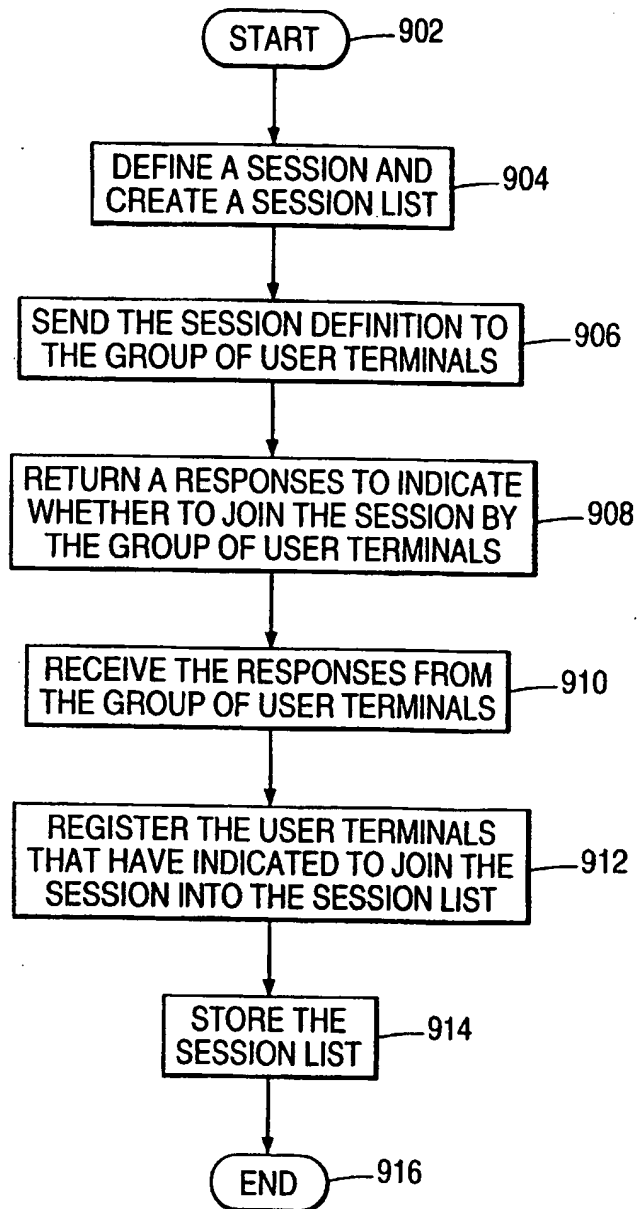 START
902
DEFINE A SESSION AND
CREATE A SESSION LIST
904
SEND THE SESSION DEFINITION TO
THE GROUP OF USER TERMINALS
906
RETURN A RESPONSES TO INDICATE
WHETHER TO JOIN THE SESSION BY
THE GROUP OF USER TERMINALS
908
RECEIVE THE RESPONSES FROM
THE GROUP OF USER TERMINALS
910
REGISTER THE USER TERMINALS
THAT HAVE INDICATED TO JOIN THE
SESSION INTO THE SESSION LIST
912
STORE THE
SESSION LIST
914
END
916